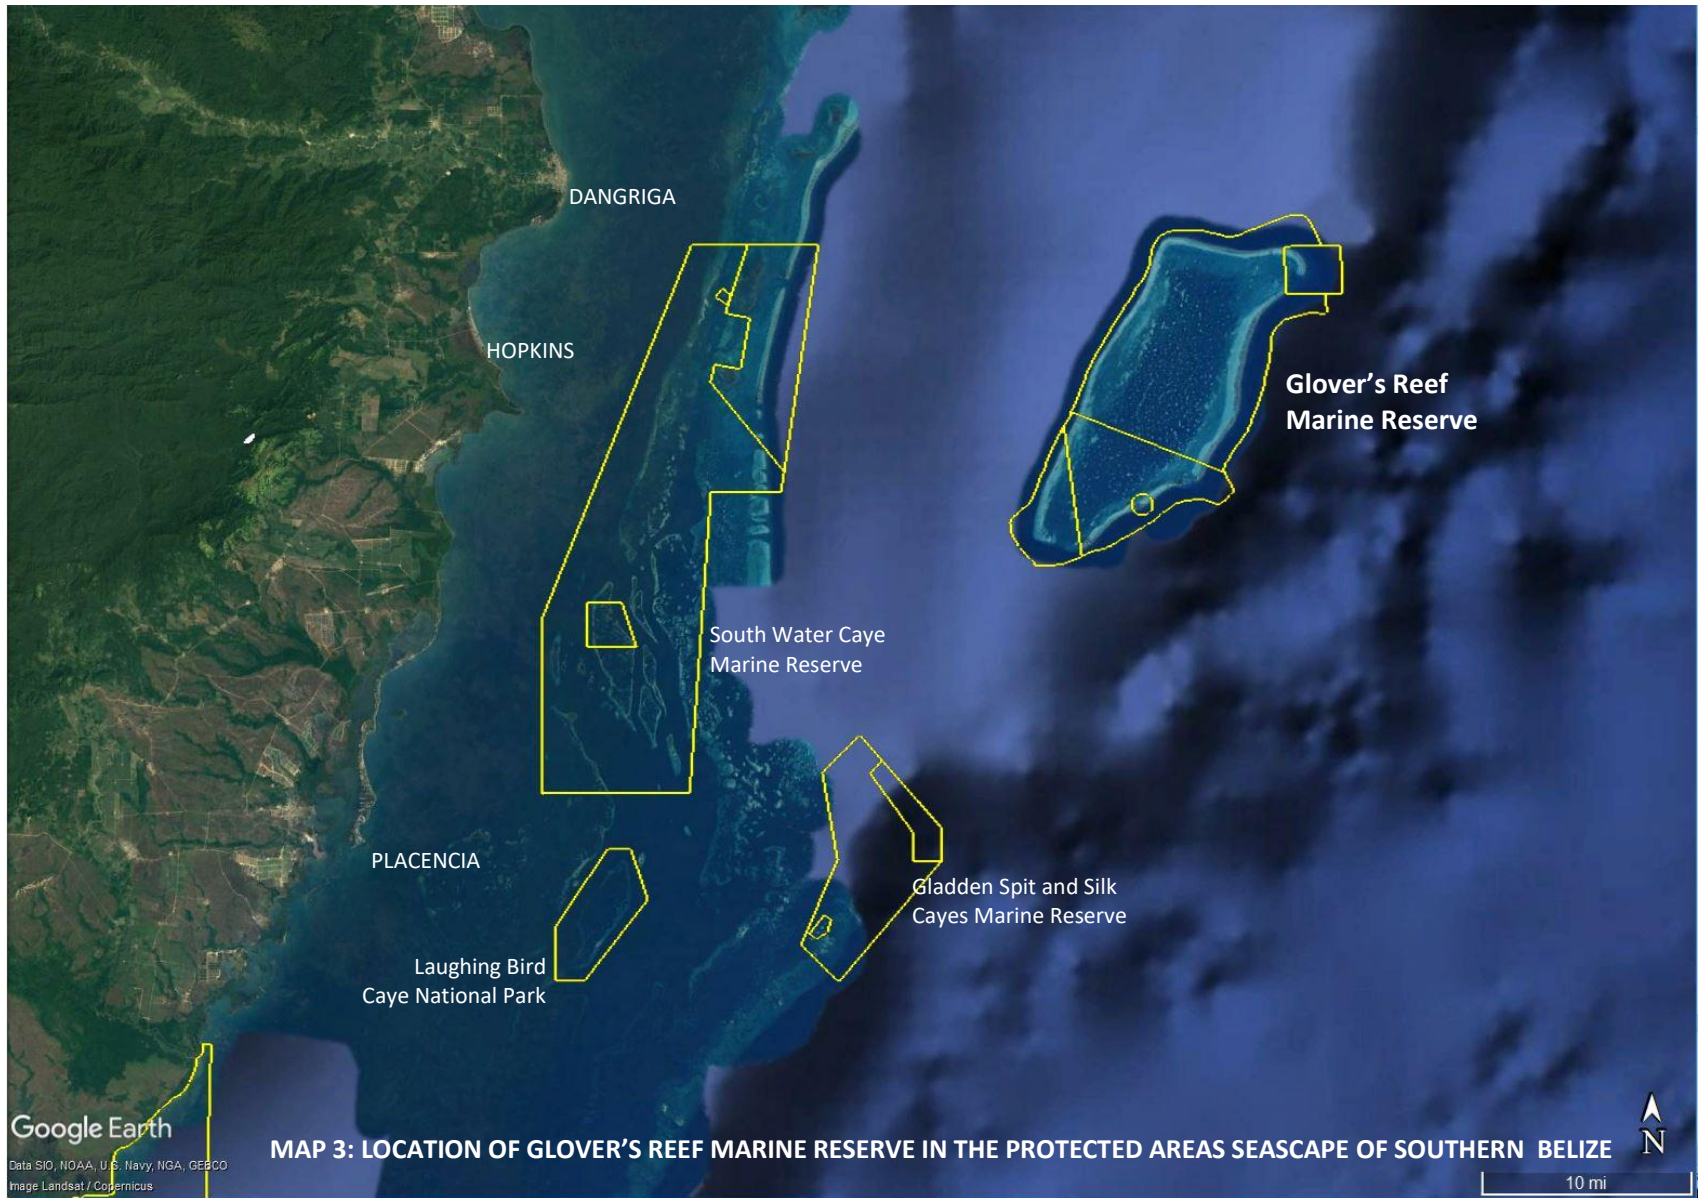 DANGRIGA
HOPKINS
Glover’s Reef
Marine Reserve
South Water Caye
Marine Reserve
PLACENCIA
Gladden Spit and Silk
Cayes Marine Reserve
Laughing Bird
Caye National Park
Google Earth
MAP 3: LOCATION OF GLOVER’S REEF MARINE RESERVE IN THE PROTECTED AREAS SEASCAPE OF SOUTHERN BELIZE
N
Data SIO, NOAA, U.S. Navy, NGA, GEBCO
Image Landsat / Copernicus
10 mi